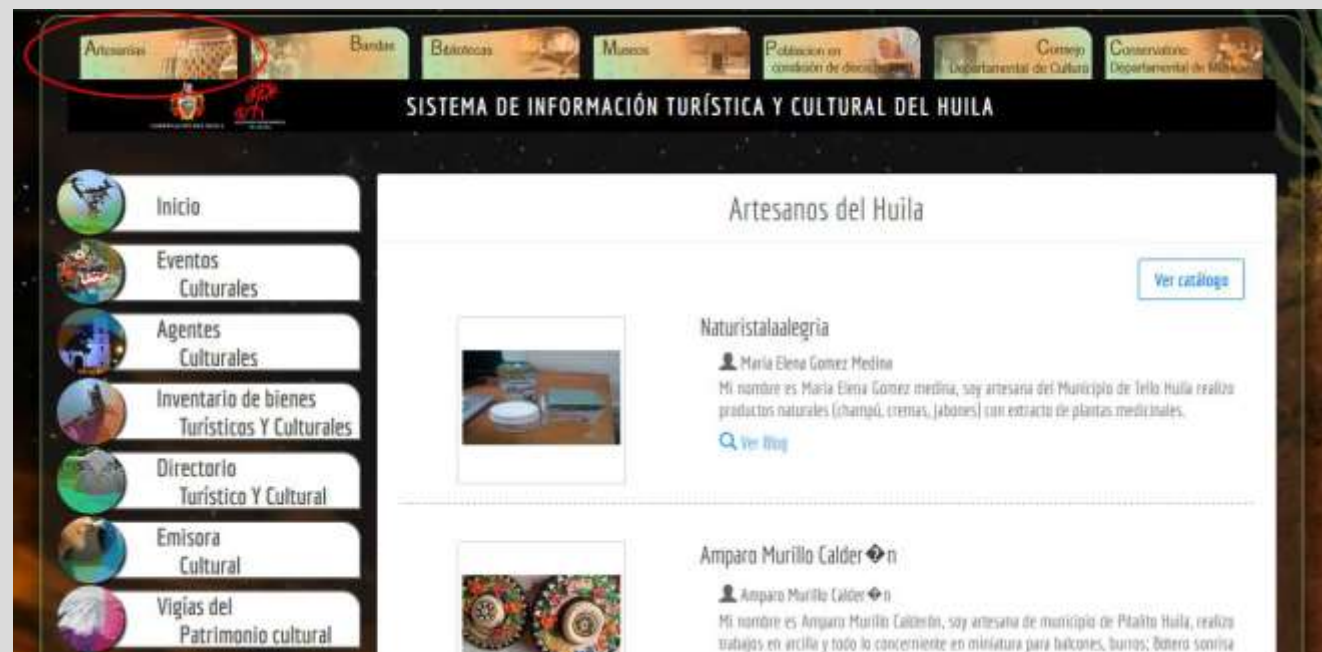 Artesanías
Bandas
Bibliotecas
Museos
Poblacion en
condición de discapacidad
Consejo
Departamental de Cultura
Conservatorio
Departamental de Música
SISTEMA DE INFORMACIÓN TURÍSTICA Y CULTURAL DEL HUILA
Inicio
Eventos
Culturales
Agentes
Culturales
Inventario de bienes
Turísticos Y Culturales
Directorio
Turístico Y Cultural
Emisora
Cultural
Vigías del
Patrimonio cultural
Artesanos del Huila
Ver catálogo
Naturistalaalegria
Maria Elena Gomez Medina
Mi nombre es Maria Elena Gomez medina, soy artesana del Municipio de Tello Huila realizo
productos naturales (champú, cremas, jabones) con extracto de plantas medicinales.
Ver Blog
Amparo Murillo Calder�n
Amparo Murillo Calder�n
Mi nombre es Amparo Murillo Calderón, soy artesana de municipio de Pitalito Huila, realizo
trabajos en arcilla y todo lo concerniente en miniatura para balcones, burros; Botero sonrisa